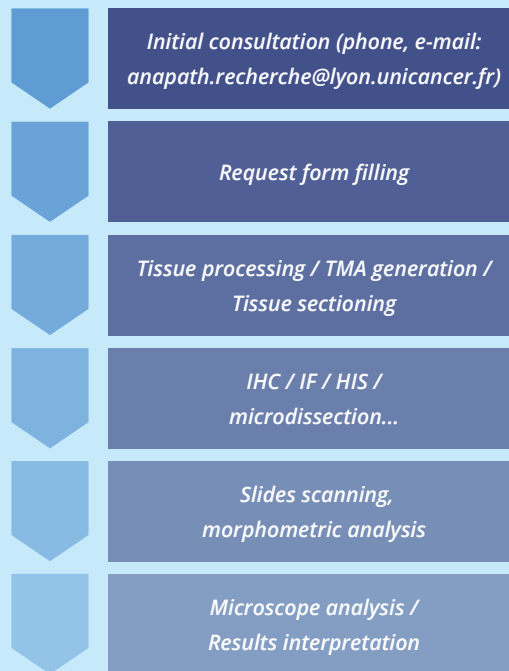 Initial consultation (phone, e-mail:
anapath.recherche@lyon.unicancer.fr)
Request form filling
Tissue processing / TMA generation /
Tissue sectioning
IHC / IF / HIS /
microdissection...
Slides scanning,
morphometric analysis
Microscope analysis /
Results interpretation